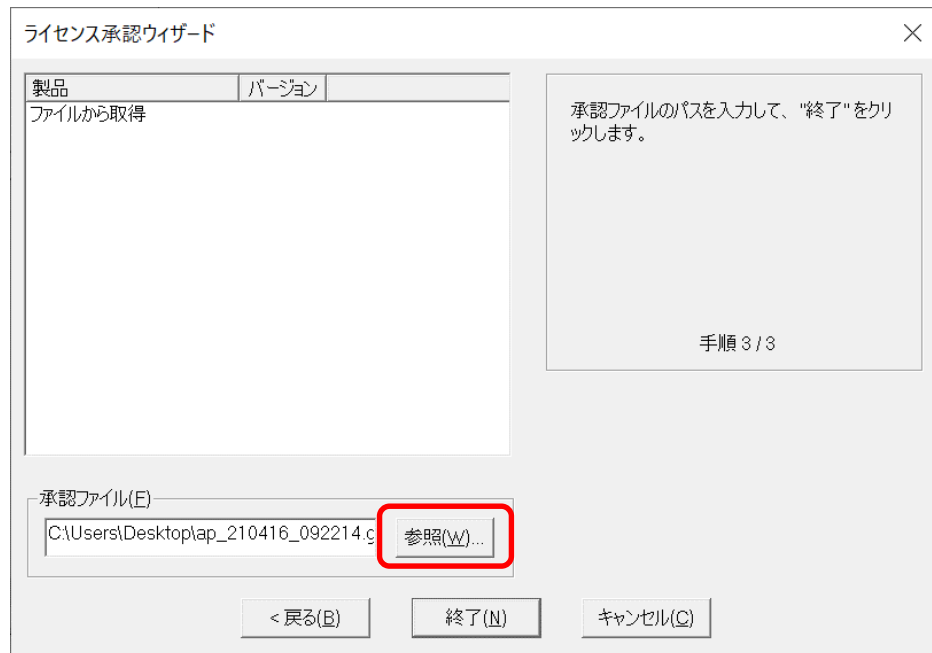 ライセンス承認ウィザード
製品 バージョン
ファイルから取得
承認ファイルのパスを入力して、"終了"をクリ
ックします。
手順 3 / 3
承認ファイル(F)
C:\Users\Desktop\ap_210416_092214.g
参照(W)...
< 戻る(B)
終了(N)
キャンセル(C)